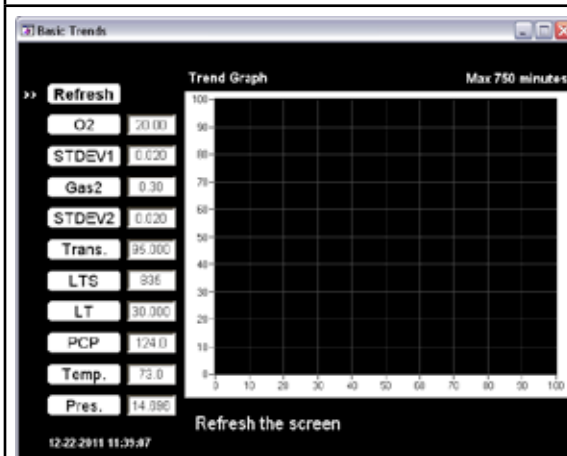 Basic Trends
Trend Graph Max 750 minutes
>> Refresh
O2 20.00
STDEV1 0.020
Gas2 0.30
STDEV2 0.020
Trans. 95.000
LTS 835
LT 30.000
PCP 124.0
Temp. 73.0
Pres. 14.696
100
90
80
70
60
50
40
30
20
10
0
0 10 20 30 40 50 60 70 80 90 100
Refresh the screen
12-22-2011 11:39:07